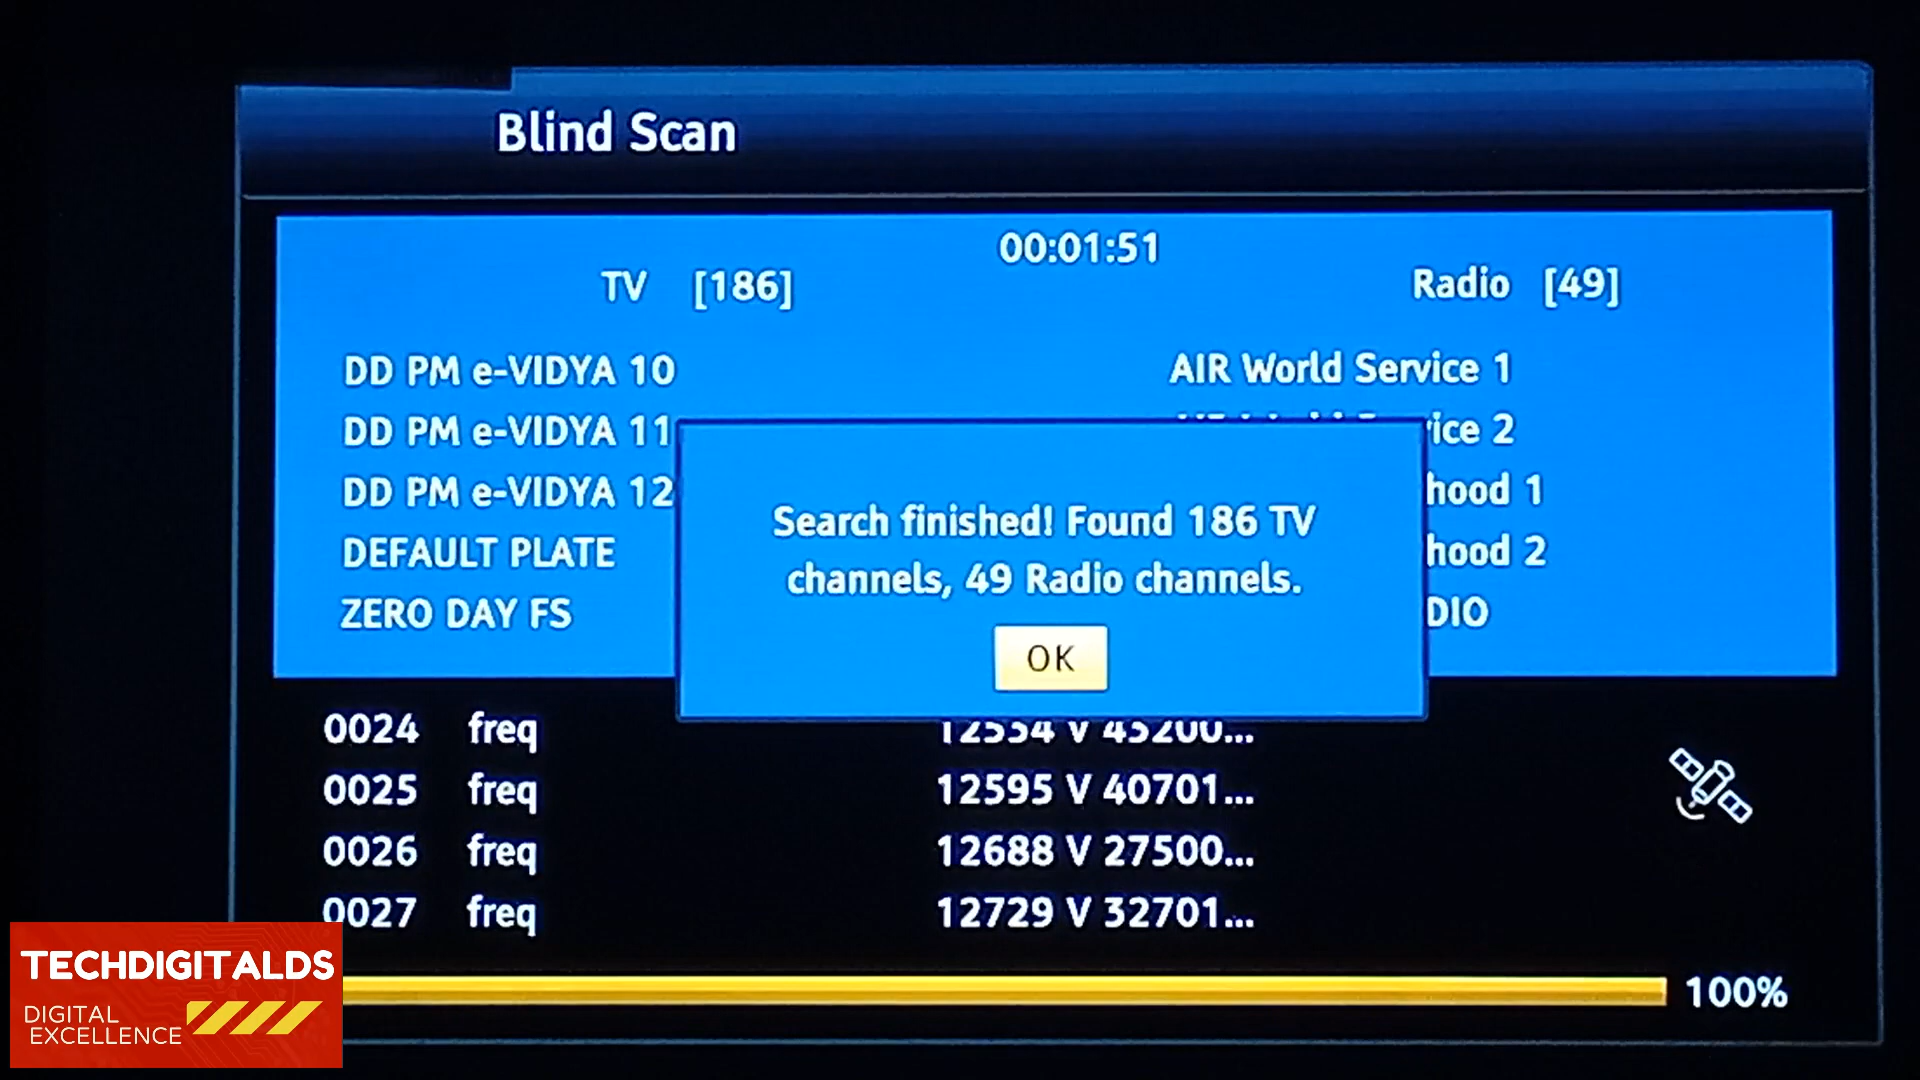 Blind Scan
00:01:51
TV [186]
Radio [49]
DD PM e-VIDYA 10
AIR World Service 1
DD PM e-VIDYA 11
ice 2
DD PM e-VIDYA 12
hood 1
DEFAULT PLATE
hood 2
ZERO DAY FS
DIO
Search finished! Found 186 TV
channels, 49 Radio channels.
OK
0024 freq
0025 freq 12595 V 40701...
0026 freq 12688 V 27500...
0027 freq 12729 V 32701...
100%
TECHDIGITALDS
DIGITAL
EXCELLENCE